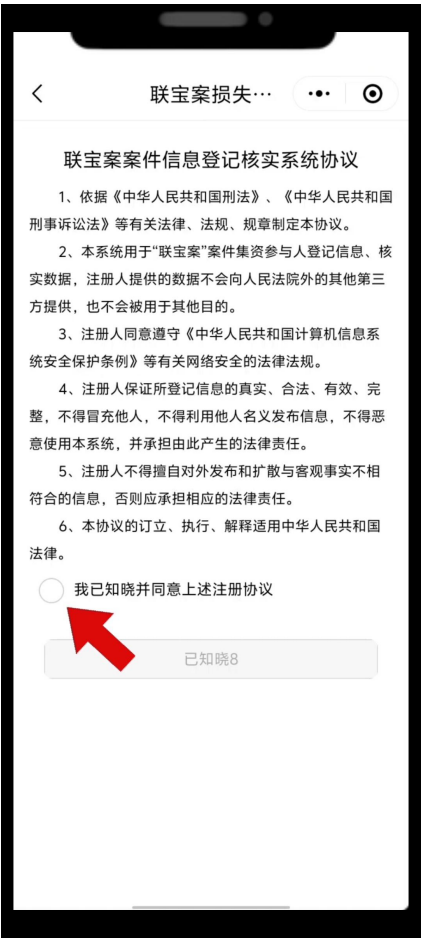 联宝案损失…
联宝案案件信息登记核实系统协议
1、依据《中华人民共和国刑法》、《中华人民共和国
刑事诉讼法》等有关法律、法规、规章制定本协议。
2、本系统用于“联宝案”案件集资参与人登记信息、核
实数据，注册人提供的数据不会向人民法院外的其他第三
方提供，也不会被用于其他目的。
3、注册人同意遵守《中华人民共和国计算机信息系
统安全保护条例》等有关网络安全的法律法规。
4、注册人保证所登记信息的真实、合法、有效、完
整，不得冒充他人，不得利用他人名义发布信息，不得恶
意使用本系统，并承担由此产生的法律责任。
5、注册人不得擅自对外发布和扩散与客观事实不相
符合的信息，否则应承担相应的法律责任。
6、本协议的订立、执行、解释适用中华人民共和国
法律。
我已知晓并同意上述注册协议
已知晓8